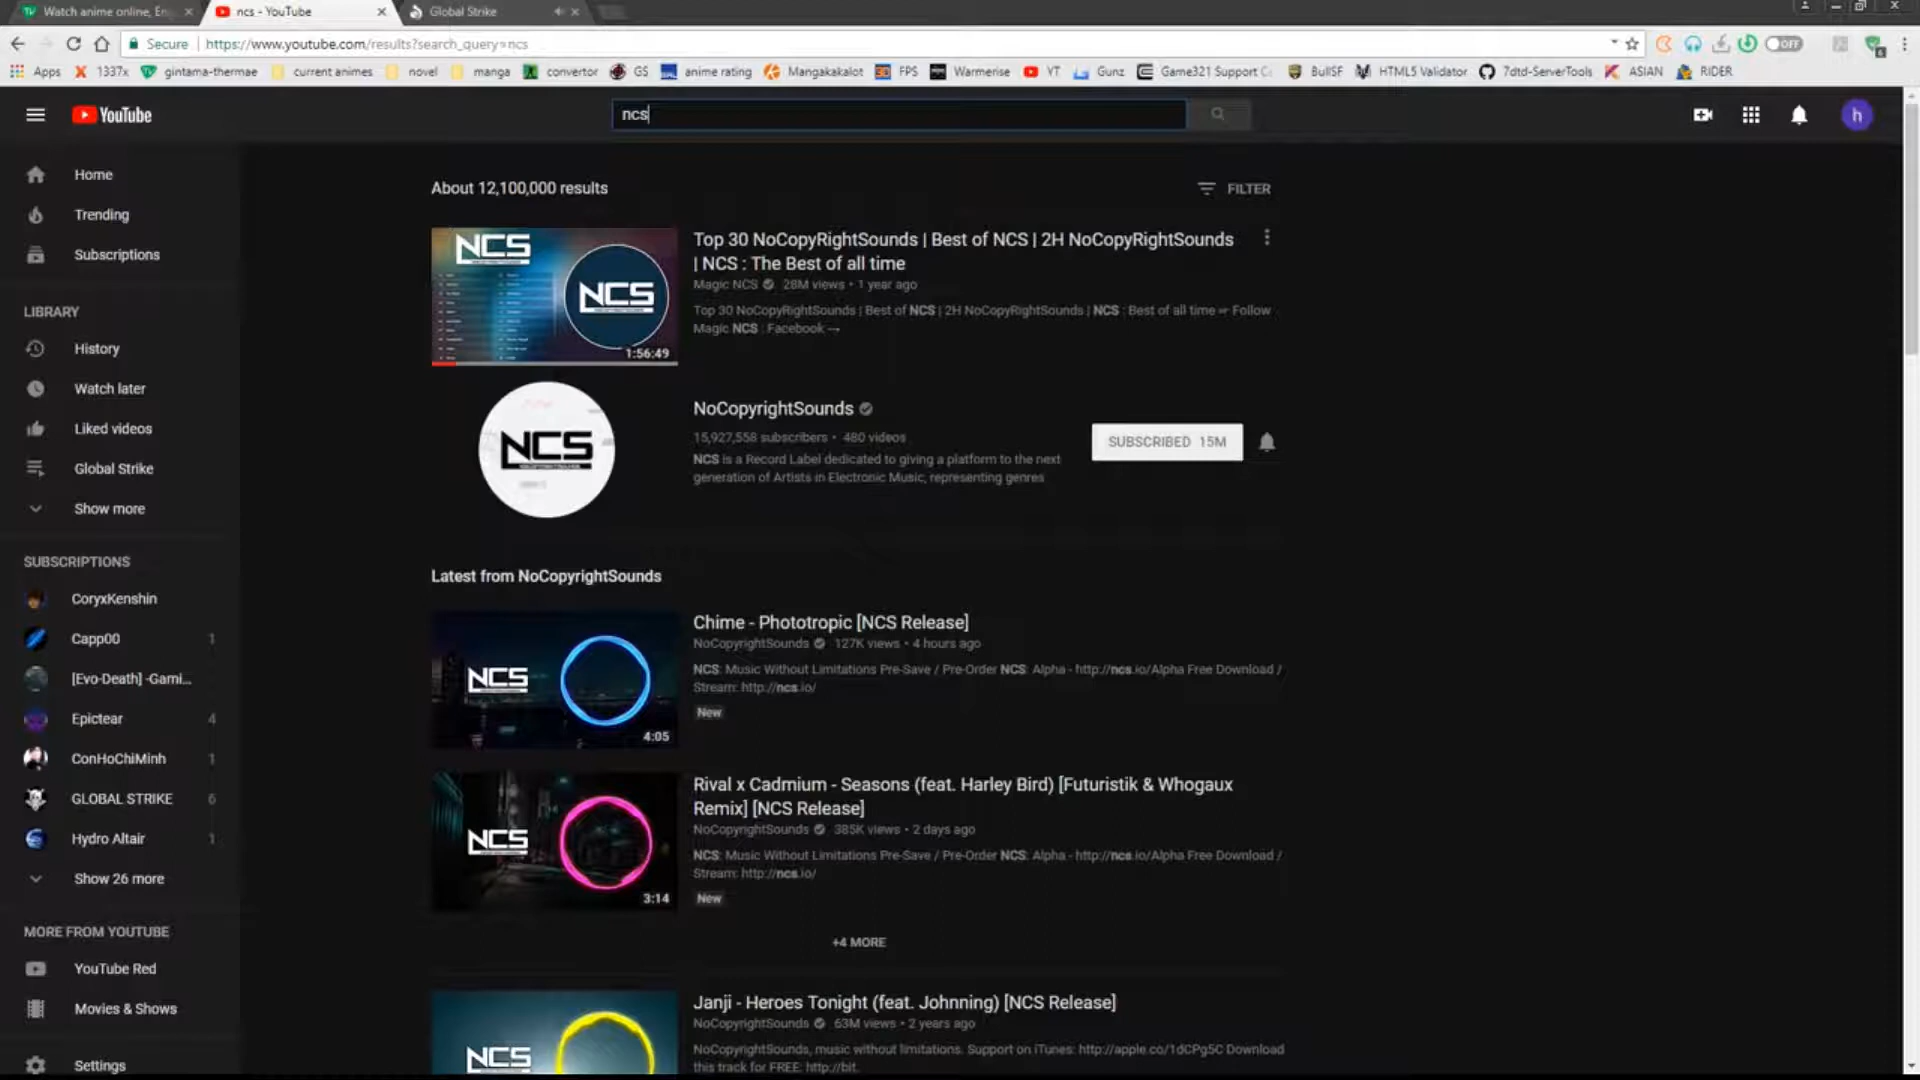 Watch anime online, En
ncs - YouTube
Global Strike
Secure
https://www.youtube.com/results?search_query=ncs
OFF
6
Apps
1337x
gintama-thermae
current animes
novel
manga
convertor
GS
anime rating
Mangakakalot
FPS
Warmerise
YT
Gunz
Game321 Support C
BullSF
HTML5 Validator
7dtd-ServerTools
ASIAN
RIDER
YouTube
ncs
h
Home
Trending
Subscriptions
LIBRARY
History
Watch later
Liked videos
Global Strike
Show more
SUBSCRIPTIONS
CoryxKenshin
Capp00 1
[Evo-Death] -Gami...
Epictear 4
ConHoChiMinh 1
GLOBAL STRIKE 6
Hydro Altair 1
Show 26 more
MORE FROM YOUTUBE
YouTube Red
Movies & Shows
Settings
About 12,100,000 results
FILTER
NCS
NCS
1:56:49
Top 30 NoCopyRightSounds | Best of NCS | 2H NoCopyRightSounds
| NCS : The Best of all time
Magic NCS 28M views • 1 year ago
Top 30 NoCopyRightSounds | Best of NCS | 2H NoCopyRightSounds | NCS : Best of all time ☞ Follow
Magic NCS : Facebook →
NCS
NoCopyrightSounds
15,927,558 subscribers • 480 videos
NCS is a Record Label dedicated to giving a platform to the next
generation of Artists in Electronic Music, representing genres
SUBSCRIBED 15M
Latest from NoCopyrightSounds
NCS
4:05
Chime - Phototropic [NCS Release]
NoCopyrightSounds 127K views • 4 hours ago
NCS: Music Without Limitations Pre-Save / Pre-Order NCS: Alpha - http://ncs.io/Alpha Free Download /
Stream: http://ncs.io/
New
NCS
3:14
Rival x Cadmium - Seasons (feat. Harley Bird) [Futuristik & Whogaux
Remix] [NCS Release]
NoCopyrightSounds 385K views • 2 days ago
NCS: Music Without Limitations Pre-Save / Pre-Order NCS: Alpha - http://ncs.io/Alpha Free Download /
Stream: http://ncs.io/
New
+4 MORE
NCS
Janji - Heroes Tonight (feat. Johnning) [NCS Release]
NoCopyrightSounds 63M views • 2 years ago
NoCopyrightSounds, music without limitations. Support on iTunes: http://apple.co/1dCPg5C Download
this track for FREE: http://bit.